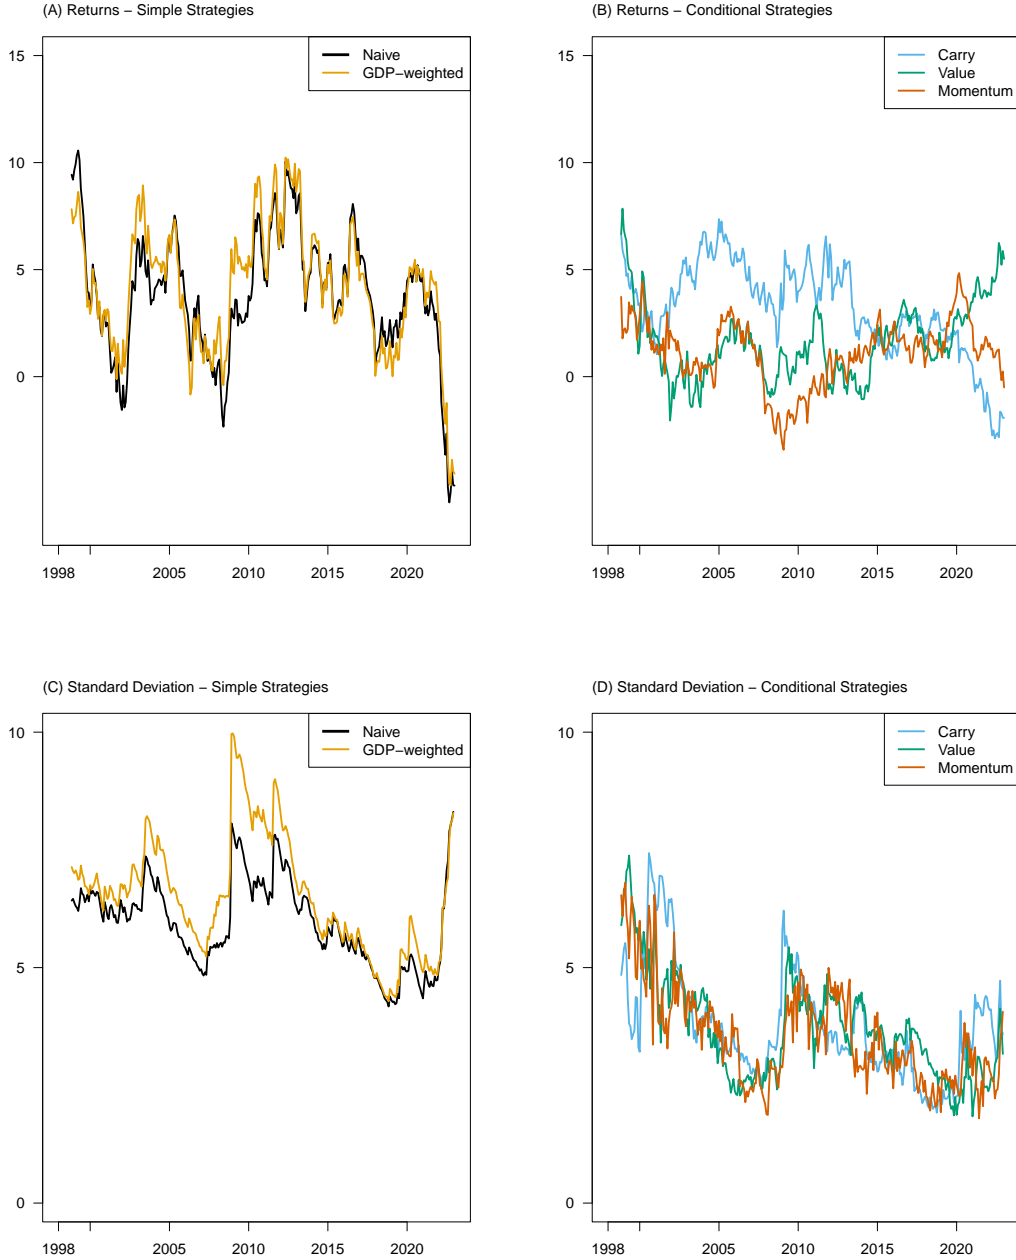 (A) Returns − Simple Strategies
Naive
GDP−weighted
15
10
5
0
1998
2005
2010
2015
2020
(B) Returns − Conditional Strategies
Carry
Value
Momentum
15
10
5
0
1998
2005
2010
2015
2020
(C) Standard Deviation − Simple Strategies
Naive
GDP−weighted
10
5
0
1998
2005
2010
2015
2020
(D) Standard Deviation − Conditional Strategies
Carry
Value
Momentum
10
5
0
1998
2005
2010
2015
2020